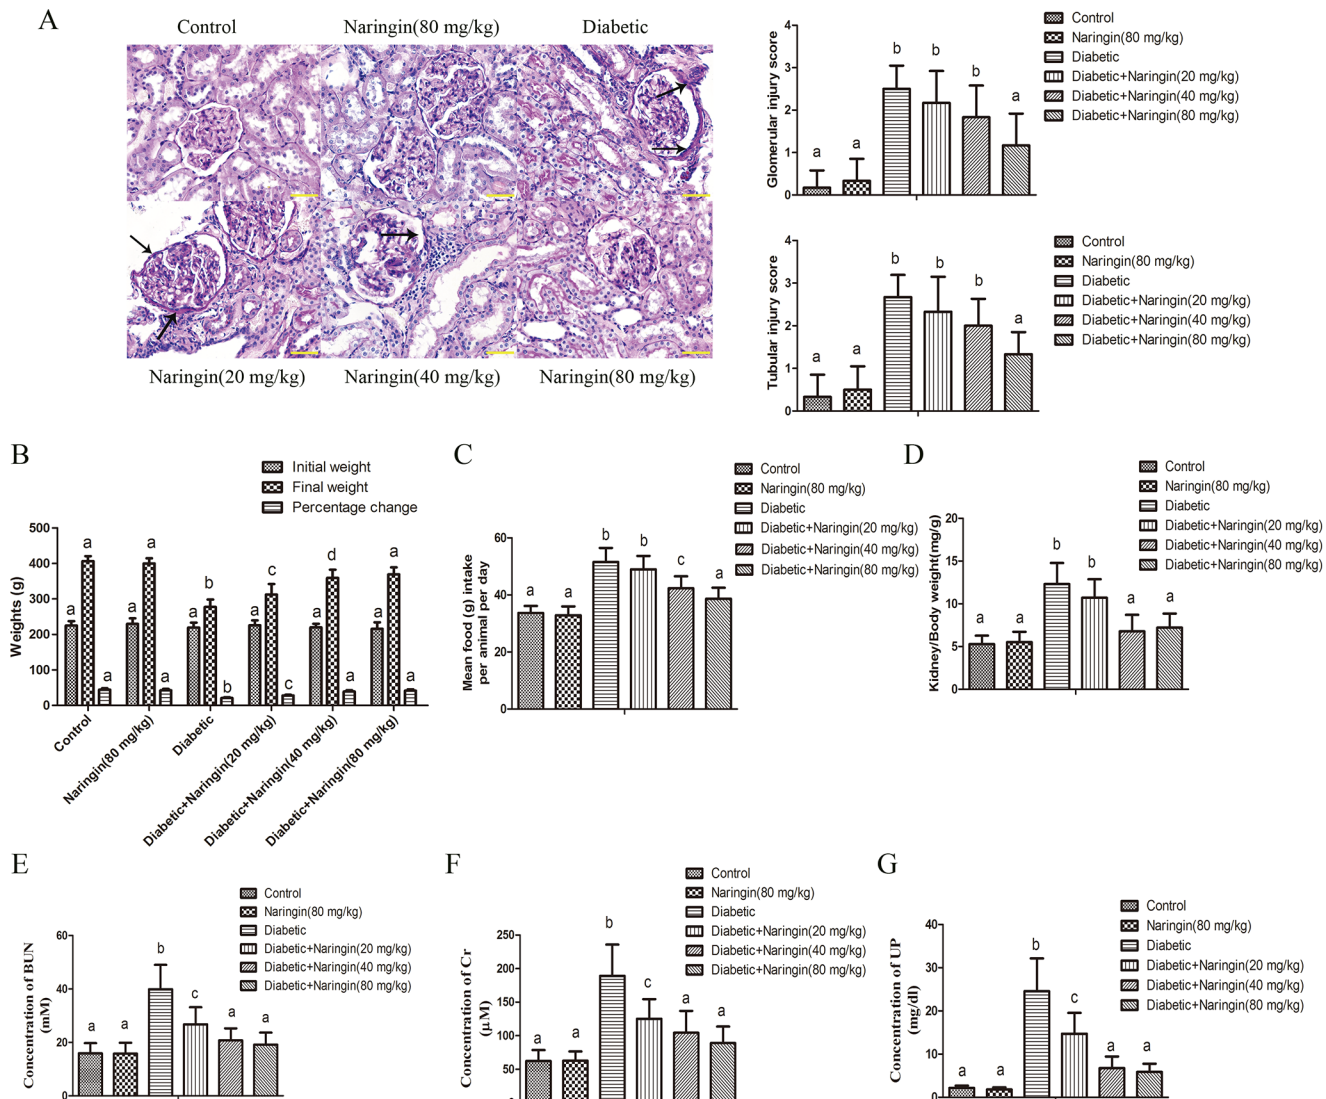 A
Control
Naringin(80 mg/kg)
Diabetic
Naringin(20 mg/kg)
Naringin(40 mg/kg)
Naringin(80 mg/kg)
Glomerular injury score
4
3
2
1
0
a
a
b
b
b
a
Control
Naringin(80 mg/kg)
Diabetic
Diabetic+Naringin(20 mg/kg)
Diabetic+Naringin(40 mg/kg)
Diabetic+Naringin(80 mg/kg)
Tubular injury score
4
3
2
1
0
a
a
b
b
b
a
Control
Naringin(80 mg/kg)
Diabetic
Diabetic+Naringin(20 mg/kg)
Diabetic+Naringin(40 mg/kg)
Diabetic+Naringin(80 mg/kg)
B
Initial weight
Final weight
Percentage change
Weights (g)
500
400
300
200
100
0
a
a
a
a
a
a
a
b
b
a
c
c
a
d
a
a
a
a
Control
Naringin(80 mg/kg)
Diabetic
Diabetic+Naringin(20 mg/kg)
Diabetic+Naringin(40 mg/kg)
Diabetic+Naringin(80 mg/kg)
C
Mean food (g) intake
per animal per day
60
40
20
0
a
a
b
b
c
a
Control
Naringin(80 mg/kg)
Diabetic
Diabetic+Naringin(20 mg/kg)
Diabetic+Naringin(40 mg/kg)
Diabetic+Naringin(80 mg/kg)
D
Kidney/Body weight(mg/g)
20
15
10
5
0
a
a
b
b
a
a
Control
Naringin(80 mg/kg)
Diabetic
Diabetic+Naringin(20 mg/kg)
Diabetic+Naringin(40 mg/kg)
Diabetic+Naringin(80 mg/kg)
E
Concentration of BUN
(mM)
60
40
20
0
a
a
b
c
a
a
Control
Naringin(80 mg/kg)
Diabetic
Diabetic+Naringin(20 mg/kg)
Diabetic+Naringin(40 mg/kg)
Diabetic+Naringin(80 mg/kg)
F
Concentration of Cr
(μM)
250
200
150
100
50
a
a
b
c
a
a
Control
Naringin(80 mg/kg)
Diabetic
Diabetic+Naringin(20 mg/kg)
Diabetic+Naringin(40 mg/kg)
Diabetic+Naringin(80 mg/kg)
G
Concentration of UP
(mg/dl)
40
30
20
10
0
a
a
b
c
a
a
Control
Naringin(80 mg/kg)
Diabetic
Diabetic+Naringin(20 mg/kg)
Diabetic+Naringin(40 mg/kg)
Diabetic+Naringin(80 mg/kg)